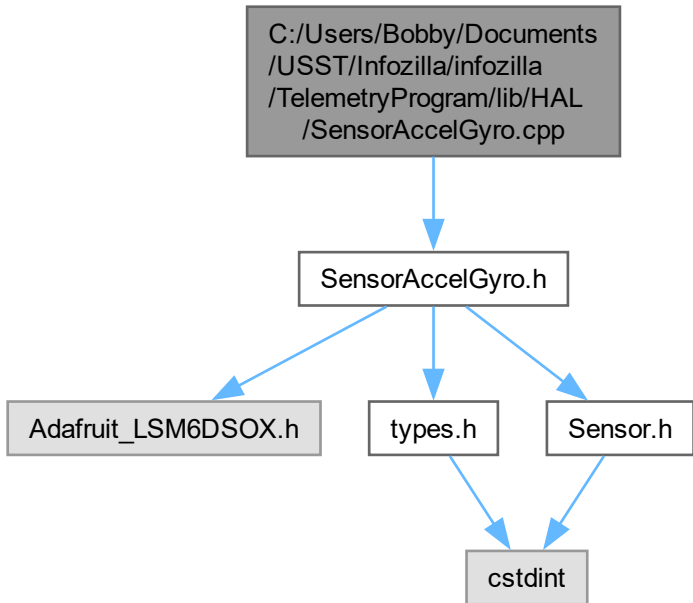 C:/Users/Bobby/Documents
/USST/Infozilla/infozilla
/TelemetryProgram/lib/HAL
/SensorAccelGyro.cpp
SensorAccelGyro.h
Adafruit_LSM6DSOX.h
types.h
Sensor.h
cstdint